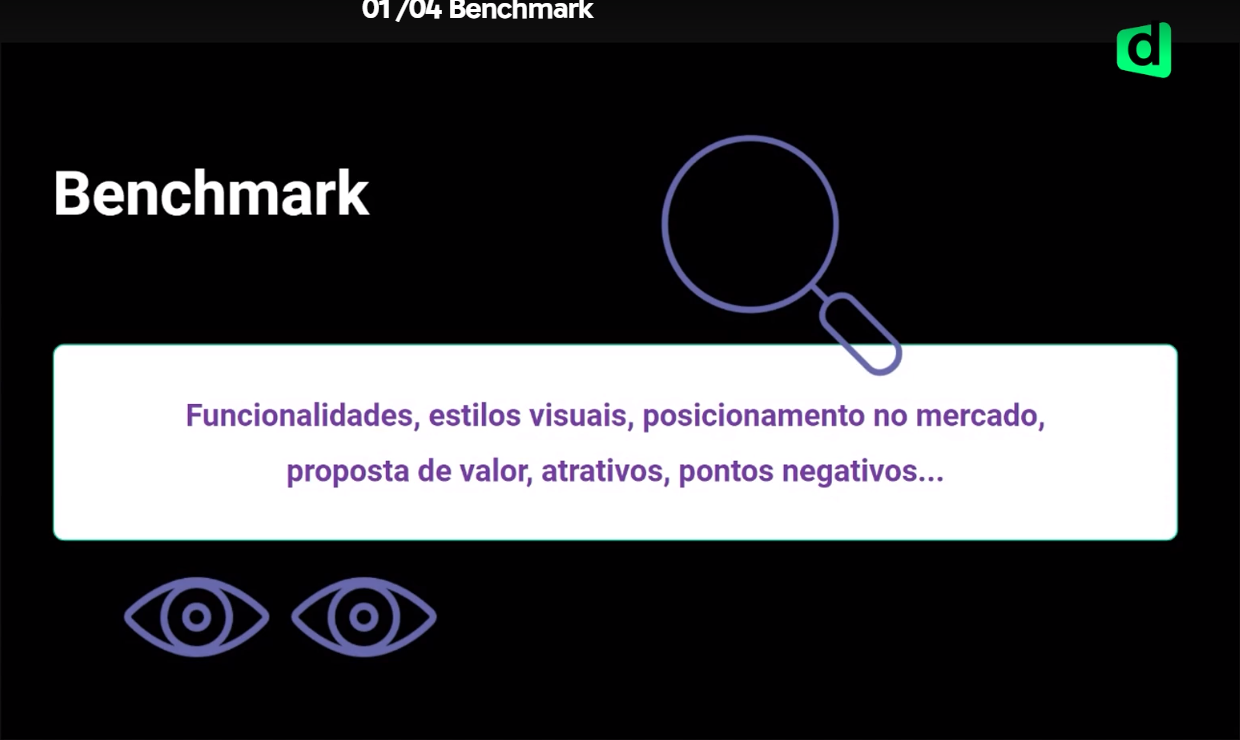 01/04 Benchmark
d
Benchmark
Funcionalidades, estilos visuais, posicionamento no mercado,
proposta de valor, atrativos, pontos negativos...